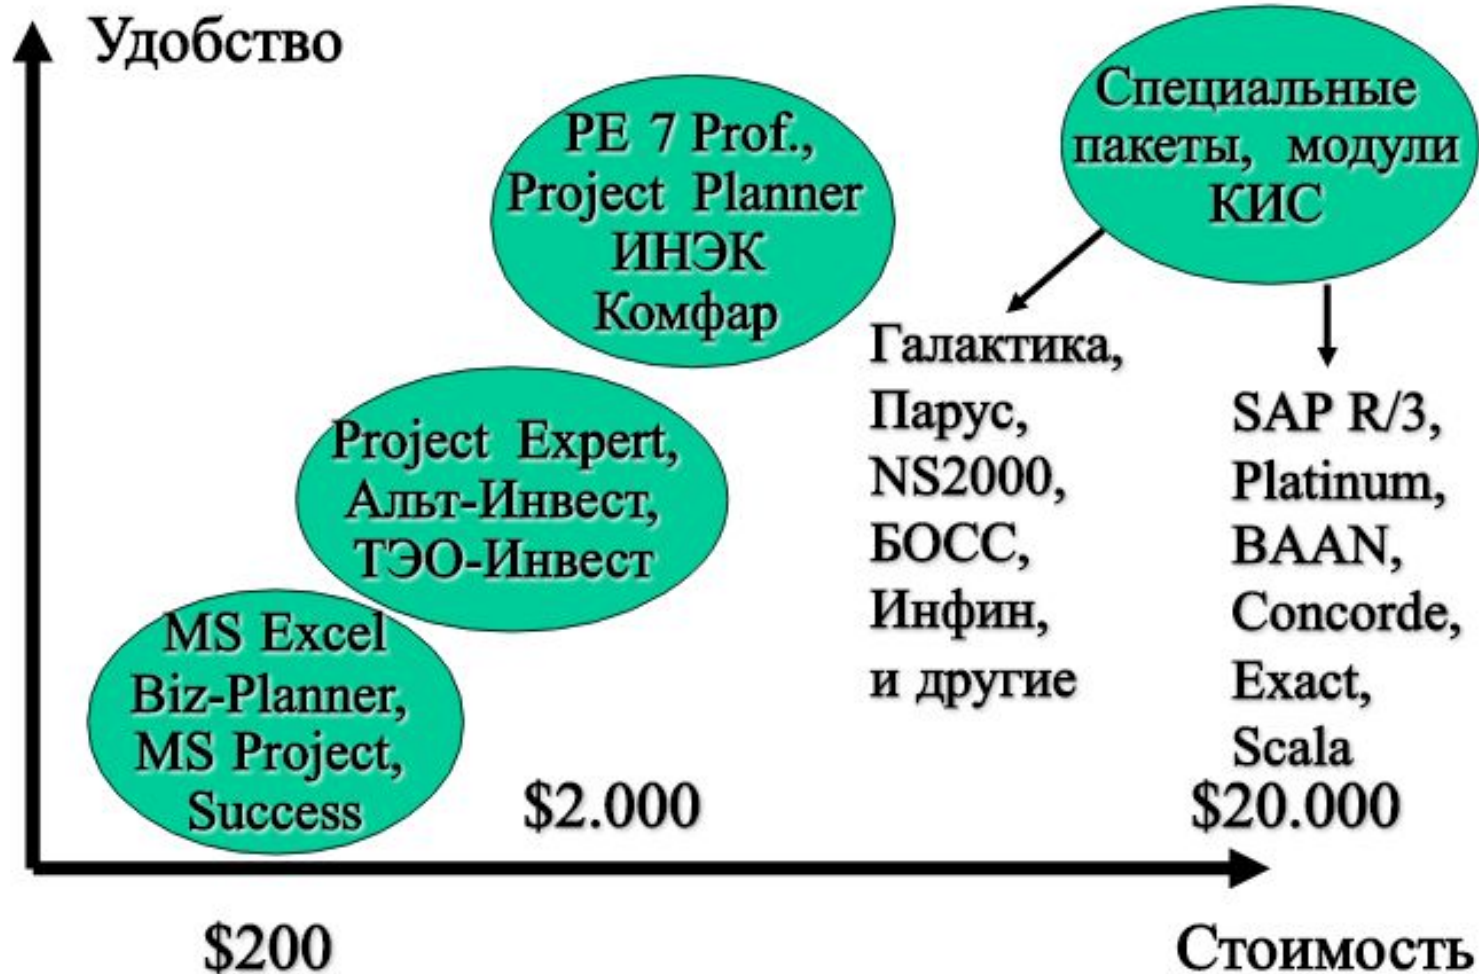 Удобство
PE 7 Prof.,
Project Planner
ИНЭК
Комфар
Специальные
пакеты, модули
КИС
Project Expert,
Альт-Инвест,
ТЭО-Инвест
MS Excel
Biz-Planner,
MS Project,
Success
Галактика,
Парус,
NS2000,
БОСС,
Инфин,
и другие
SAP R/3,
Platinum,
BAAN,
Concorde,
Exact,
Scala
$200
$2.000
$20.000
Стоимость